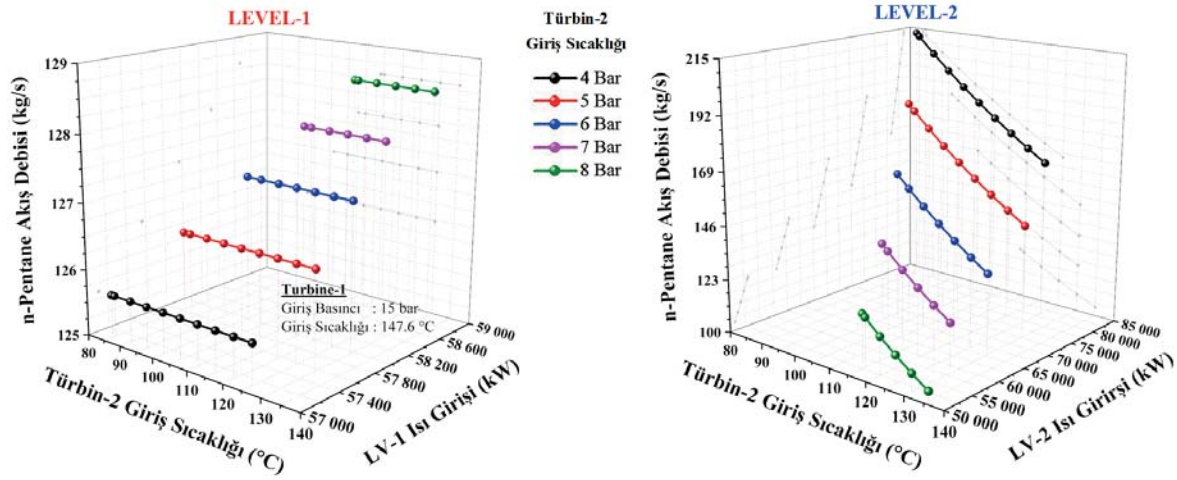 LEVEL-1
n-Pentane Akış Debisi (kg/s)
129
128
127
126
125
80
90
100
110
120
130
140
Türbin-2 Giriş Sıcaklığı (°C)
57 000
57 400
57 800
58 200
58 600
59 000
LV-1 Isı Girişi (kW)
Turbine-1
Giriş Basıncı : 15 bar
Giriş Sıcaklığı : 147.6 °C
Türbin-2
Giriş Sıcaklığı
4 Bar
5 Bar
6 Bar
7 Bar
8 Bar
LEVEL-2
n-Pentane Akış Debisi (kg/s)
215
192
169
146
123
100
80
90
100
110
120
130
140
Türbin-2 Giriş Sıcaklığı (°C)
50 000
55 000
60 000
65 000
70 000
75 000
80 000
85 000
LV-2 Isı Girirşi (kW)